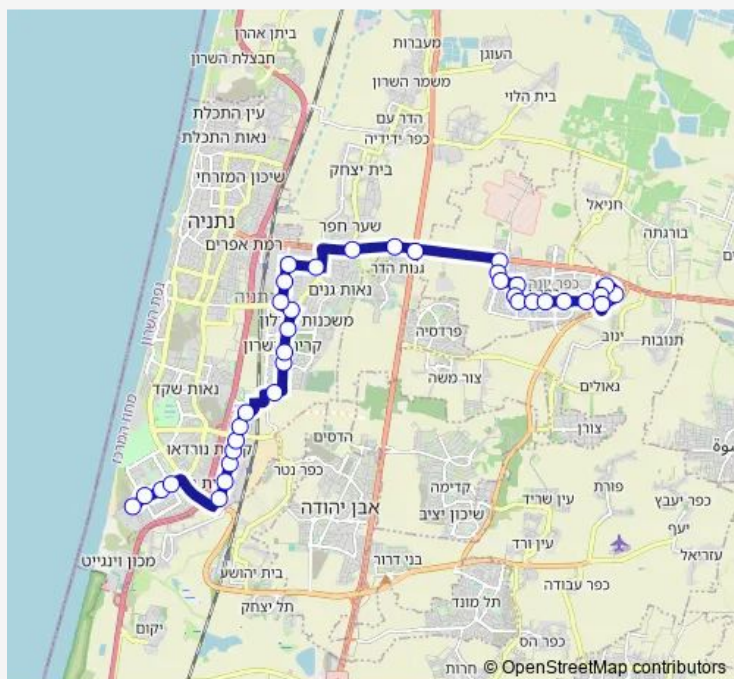 ביתן אהרן
חבצלת השרון
מעברות
העוגן
משמר השרון
בית הלוי
עין התכלת
נאות התכלת
הדר עם
כפר ידידיה
בית יצחק
שיכון המזרחי
חניאל
בורגתה
נתניה
שער חפר
רמת אפרים
גנות הדר
כפר יונה
נאות גנים
פרדסיה
יעב
תנובות
צור משה
גאולים
נאות שקד
צורן
הדסים
כפר נטר
אבן יהודה
קדימה
שיכון יציב
עין שריד
פורת
כפר יעבץ
יעף
עזריאל
עין ורד
בני דרור
מכון וינגייט
בית יהושע
תל יצחק
תל מונד
כפר עבודה
יקום
כפר הס
חרות
© OpenStreetMap contributors